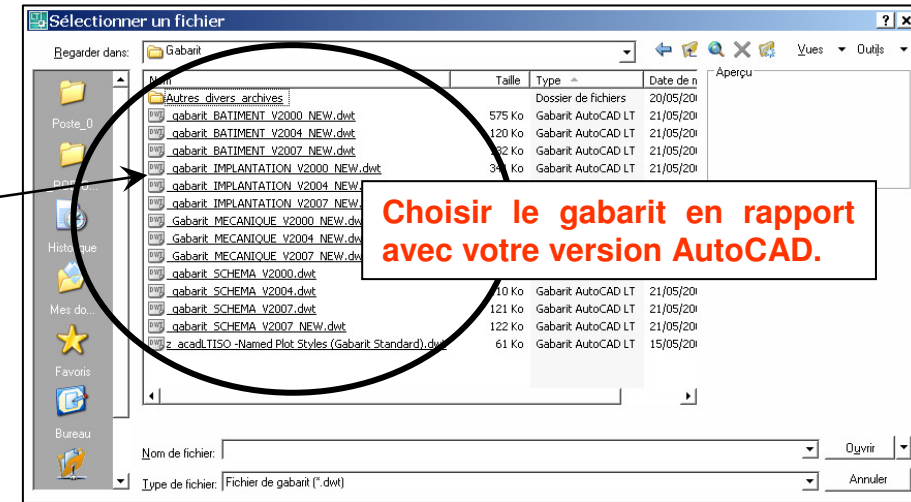 Sélectionner un fichier
Regarder dans: Gabarit Vues Outils
Nom Taille Type Date de n Aperçu
Autres divers archives Dossier de fichiers 20/05/20
_gabarit_BATIMENT_V2000_NEW.dwt 575 Ko Gabarit AutoCAD LT 21/05/20
_gabarit_BATIMENT_V2004_NEW.dwt 120 Ko Gabarit AutoCAD LT 21/05/20
_gabarit_BATIMENT_V2007_NEW.dwt Ko Gabarit AutoCAD LT 21/05/20
_gabarit_IMPLANTATION_V2000_NEW.dwt Ko Gabarit AutoCAD LT 21/05/20
_gabarit_IMPLANTATION_V2004_NEW.
_gabarit_IMPLANTATION_V2007_NEW.
_Gabarit_MECANIQUE_V2000_NEW.dw
_Gabarit_MECANIQUE_V2004_NEW.dw
_Gabarit_MECANIQUE_V2007_NEW.dw
_gabarit_SCHEMA_V2000.dwt
_gabarit_SCHEMA_V2004.dwt 10 Ko Gabarit AutoCAD LT 21/05/20
_gabarit_SCHEMA_V2007.dwt 121 Ko Gabarit AutoCAD LT 21/05/20
_gabarit_SCHEMA_V2007_NEW.dwt 122 Ko Gabarit AutoCAD LT 21/05/20
z_acadLTISO -Named Plot Styles (Gabarit Standard).dwt 61 Ko Gabarit AutoCAD LT 15/05/20
Choisir le gabarit en rapport
avec votre version AutoCAD.
Poste_0
Historique
Mes do...
Favoris
Bureau
Nom de fichier: Ouvrir
Type de fichier: Fichier de gabarit (*.dwt) Annuler